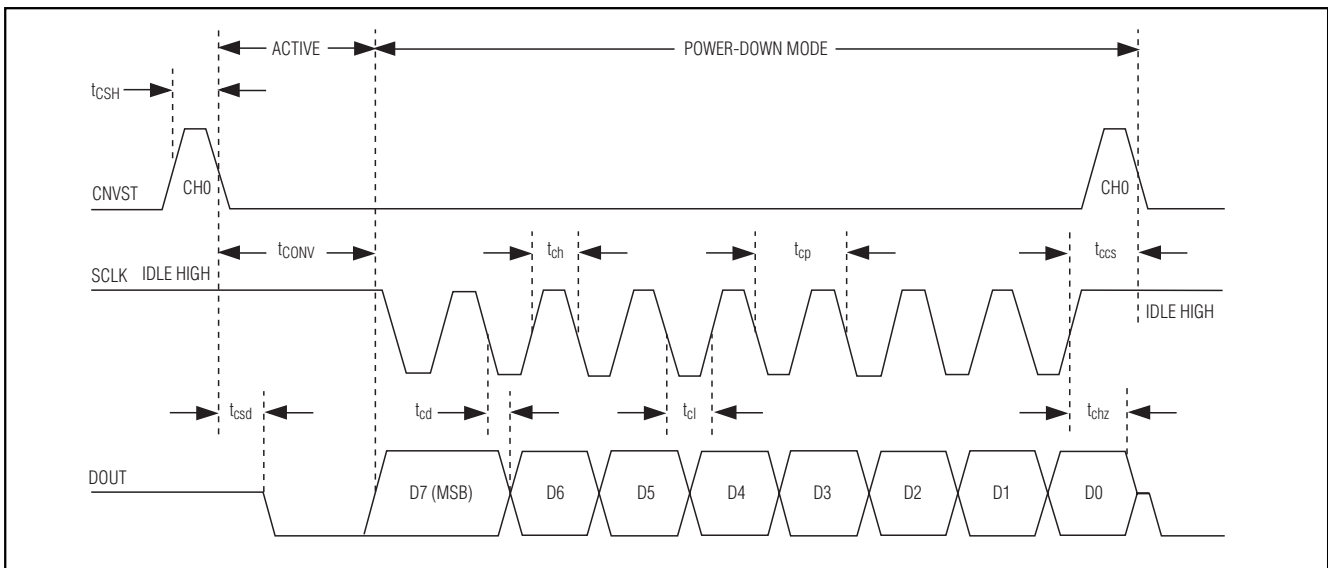 ACTIVE
POWER-DOWN MODE
tCSH
CH0
CH0
CNVST
tCONV
tch
tcp
tccs
SCLK IDLE HIGH
IDLE HIGH
tcsd
tcd
tcl
tchz
DOUT
D7 (MSB) D6 D5 D4 D3 D2 D1 D0